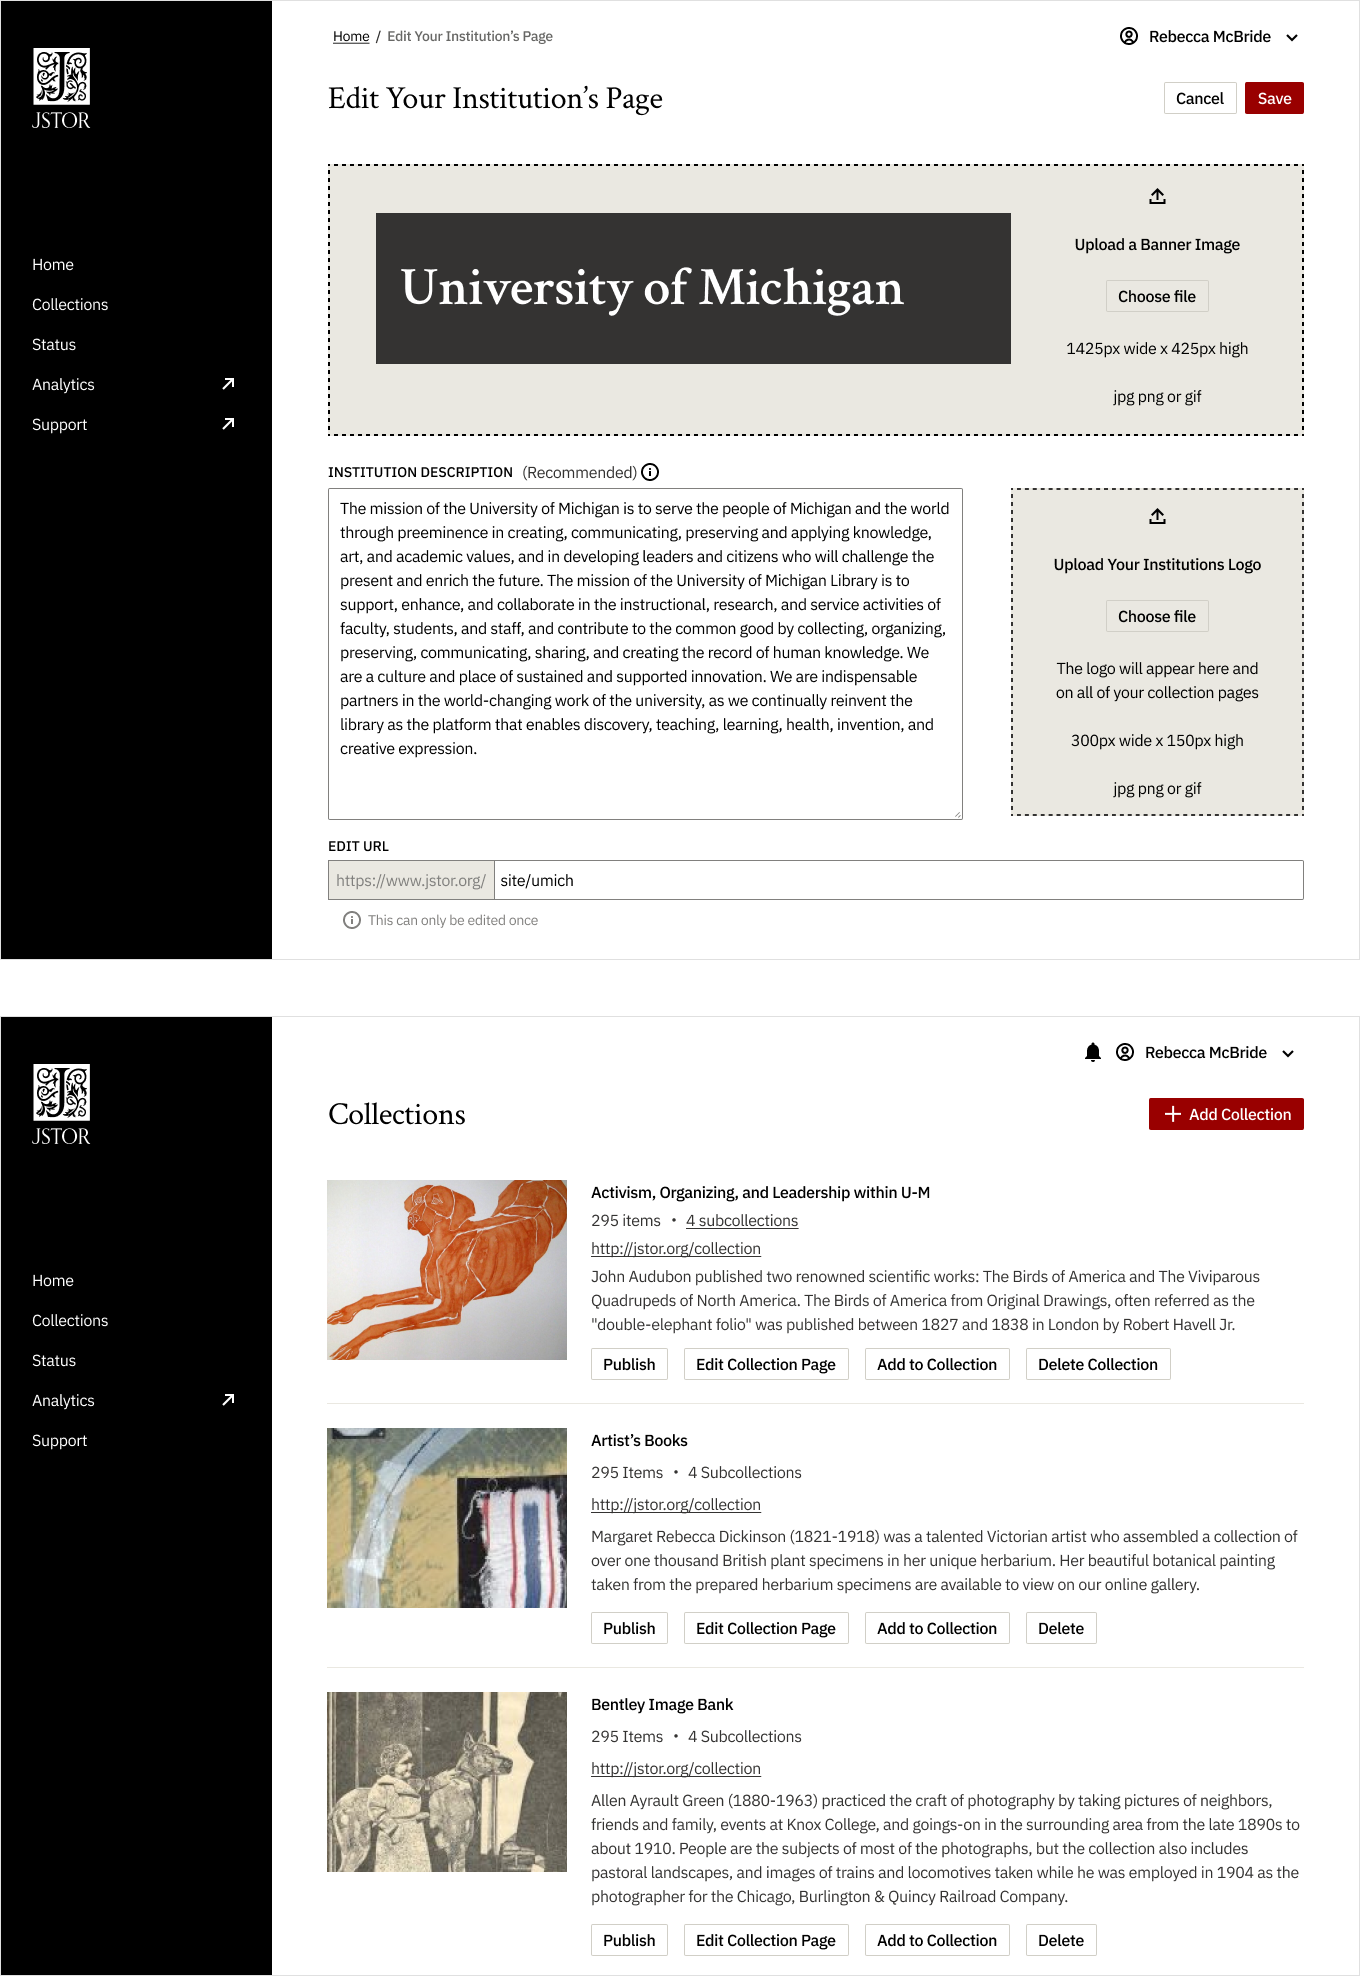 JSTOR
Home
Collections
Status
Analytics
Support
Home / Edit Your Institution’s Page
Rebecca McBride
Edit Your Institution’s Page
Cancel
Save
University of Michigan
Upload a Banner Image
Choose file
1425px wide x 425px high
jpg png or gif
INSTITUTION DESCRIPTION (Recommended)
The mission of the University of Michigan is to serve the people of Michigan and the world
through preeminence in creating, communicating, preserving and applying knowledge,
art, and academic values, and in developing leaders and citizens who will challenge the
present and enrich the future. The mission of the University of Michigan Library is to
support, enhance, and collaborate in the instructional, research, and service activities of
faculty, students, and staff, and contribute to the common good by collecting, organizing,
preserving, communicating, sharing, and creating the record of human knowledge. We
are a culture and place of sustained and supported innovation. We are indispensable
partners in the world-changing work of the university, as we continually reinvent the
library as the platform that enables discovery, teaching, learning, health, invention, and
creative expression.
Upload Your Institutions Logo
Choose file
The logo will appear here and
on all of your collection pages
300px wide x 150px high
jpg png or gif
EDIT URL
https://www.jstor.org/ site/umich
This can only be edited once
JSTOR
Home
Collections
Status
Analytics
Support
Rebecca McBride
Collections
Add Collection
Activism, Organizing, and Leadership within U-M
295 items • 4 subcollections
http://jstor.org/collection
John Audubon published two renowned scientific works: The Birds of America and The Viviparous
Quadrupeds of North America. The Birds of America from Original Drawings, often referred as the
"double-elephant folio" was published between 1827 and 1838 in London by Robert Havell Jr.
Publish
Edit Collection Page
Add to Collection
Delete Collection
Artist’s Books
295 Items • 4 Subcollections
http://jstor.org/collection
Margaret Rebecca Dickinson (1821-1918) was a talented Victorian artist who assembled a collection of
over one thousand British plant specimens in her unique herbarium. Her beautiful botanical painting
taken from the prepared herbarium specimens are available to view on our online gallery.
Publish
Edit Collection Page
Add to Collection
Delete
Bentley Image Bank
295 Items • 4 Subcollections
http://jstor.org/collection
Allen Ayrault Green (1880-1963) practiced the craft of photography by taking pictures of neighbors,
friends and family, events at Knox College, and goings-on in the surrounding area from the late 1890s to
about 1910. People are the subjects of most of the photographs, but the collection also includes
pastoral landscapes, and images of trains and locomotives taken while he was employed in 1904 as the
photographer for the Chicago, Burlington & Quincy Railroad Company.
Publish
Edit Collection Page
Add to Collection
Delete